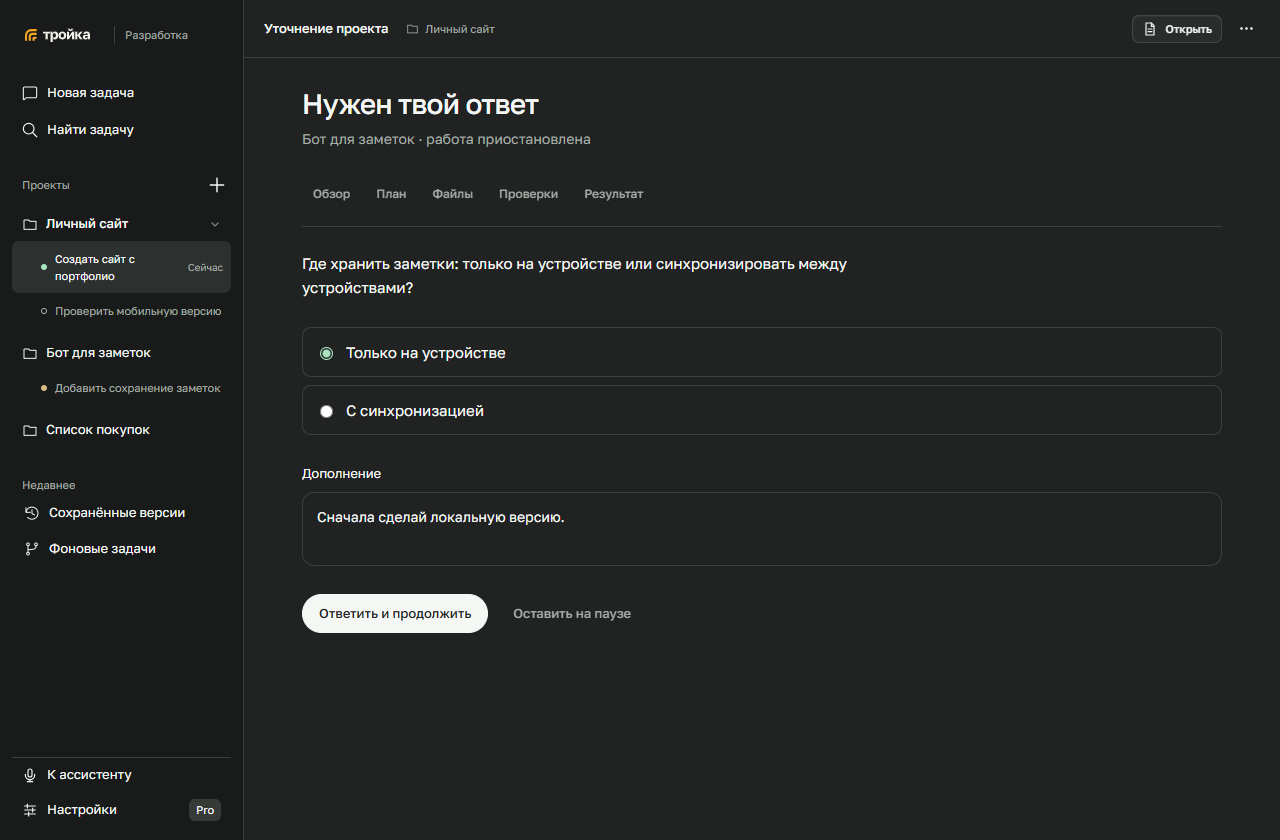 тройка
Разработка
Новая задача
Найти задачу
Проекты
Личный сайт
Создать сайт с
портфолио
Сейчас
Проверить мобильную версию
Бот для заметок
Добавить сохранение заметок
Список покупок
Недавнее
Сохранённые версии
Фоновые задачи
К ассистенту
Настройки
Pro
Уточнение проекта
Личный сайт
Открыть
Нужен твой ответ
Бот для заметок · работа приостановлена
Обзор
План
Файлы
Проверки
Результат
Где хранить заметки: только на устройстве или синхронизировать между
устройствами?
Только на устройстве
С синхронизацией
Дополнение
Сначала сделай локальную версию.
Ответить и продолжить
Оставить на паузе